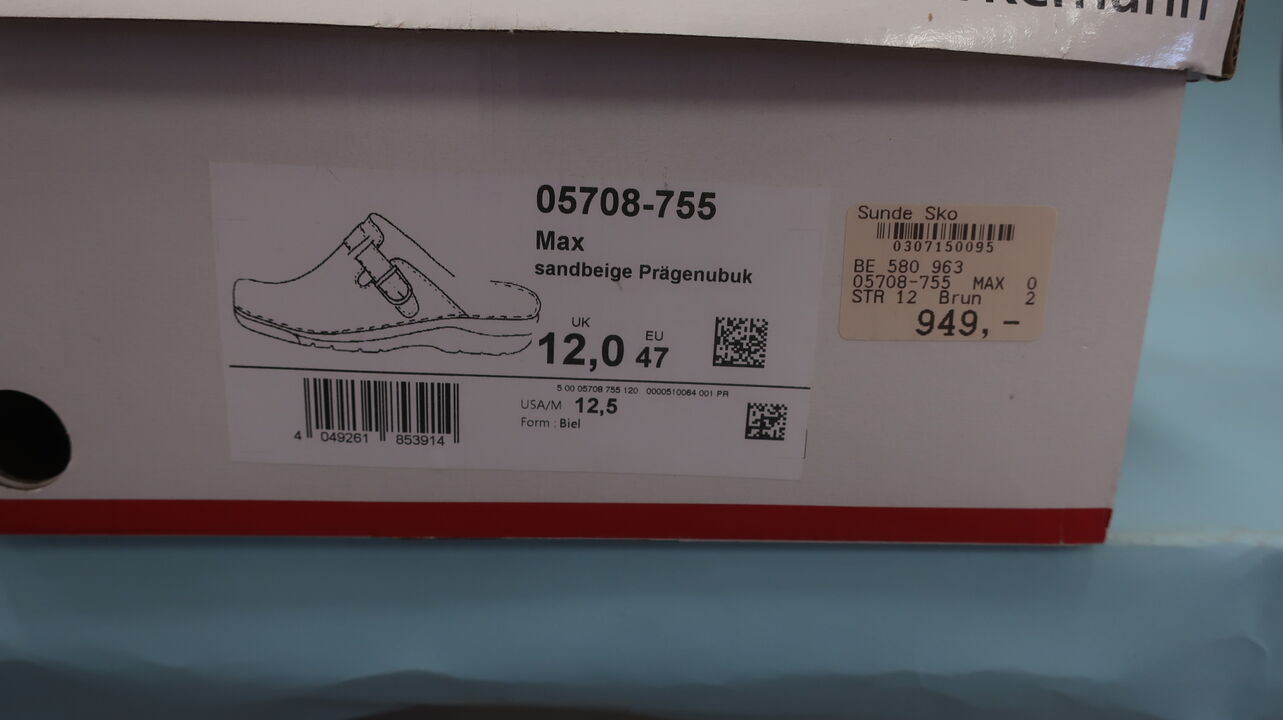 05708-755
Max
sandbeige Prägenubuk
UK
EU
12,0 47
5 00 05708 755 120 0000510064 001 PR
USA/M 12,5
Form : Biel
4 049261 853914
Sunde Sko
0307150095
BE 580 963
05708-755 MAX 0
STR 12 Brun 2
949,-